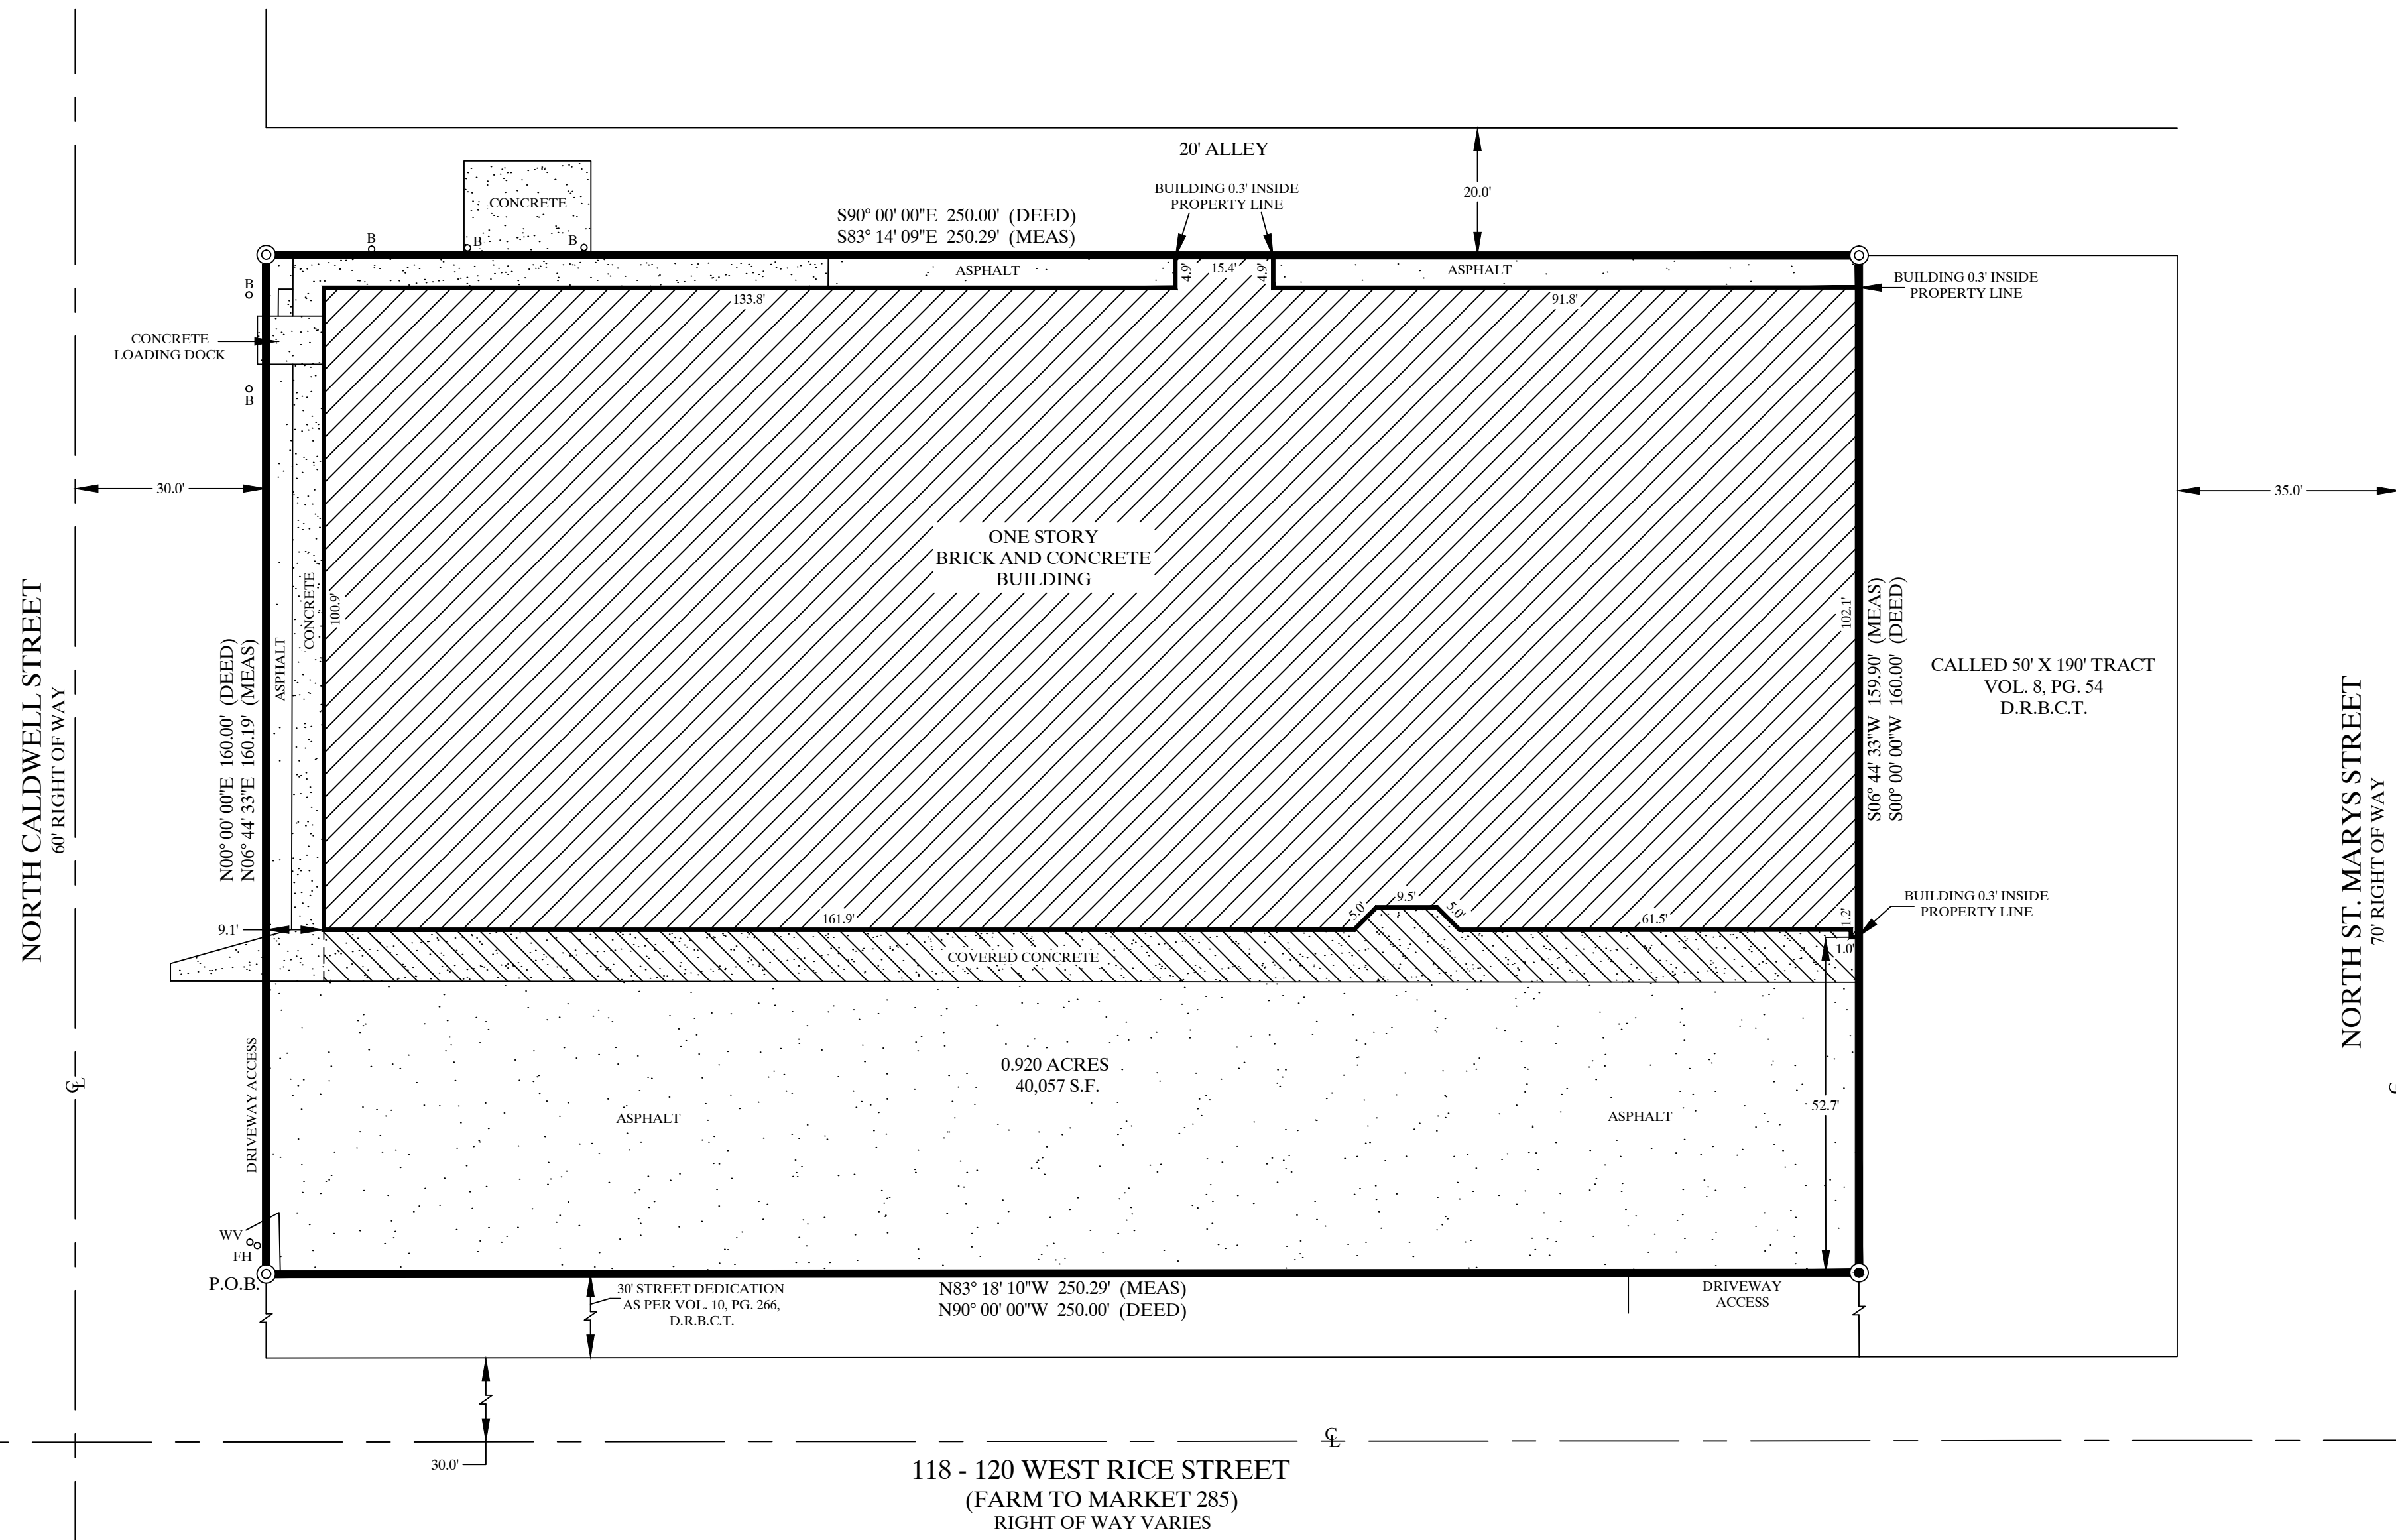 20' ALLEY
BUILDING 0.3' INSIDE
PROPERTY LINE
20.0'
CONCRETE
S90° 00' 00"E 250.00' (DEED)
S83° 14' 09"E 250.29' (MEAS)
B
B
B
B
B
ASPHALT
4.9'
15.4'
4.9'
ASPHALT
133.8'
91.8'
BUILDING 0.3' INSIDE
PROPERTY LINE
CONCRETE
LOADING DOCK
30.0'
35.0'
ONE STORY
BRICK AND CONCRETE
BUILDING
NORTH CALDWELL STREET
60' RIGHT OF WAY
N00° 00' 00"E 160.00' (DEED)
N06° 44' 33"E 160.19' (MEAS)
ASPHALT
CONCRETE
100.9'
102.1'
S06° 44' 33"W 159.90' (MEAS)
S00° 00' 00"W 160.00' (DEED)
CALLED 50' X 190' TRACT
VOL. 8, PG. 54
D.R.B.C.T.
NORTH ST. MARYS STREET
70' RIGHT OF WAY
9.1'
161.9'
5.0'
9.5'
5.0'
61.5'
1.2'
1.0'
BUILDING 0.3' INSIDE
PROPERTY LINE
COVERED CONCRETE
0.920 ACRES
40,057 S.F.
ASPHALT
ASPHALT
52.7'
DRIVEWAY ACCESS
CL
C
WV
FH
P.O.B.
30' STREET DEDICATION
AS PER VOL. 10, PG. 266,
D.R.B.C.T.
N83° 18' 10"W 250.29' (MEAS)
N90° 00' 00"W 250.00' (DEED)
DRIVEWAY
ACCESS
30.0'
CL
118 - 120 WEST RICE STREET
(FARM TO MARKET 285)
RIGHT OF WAY VARIES